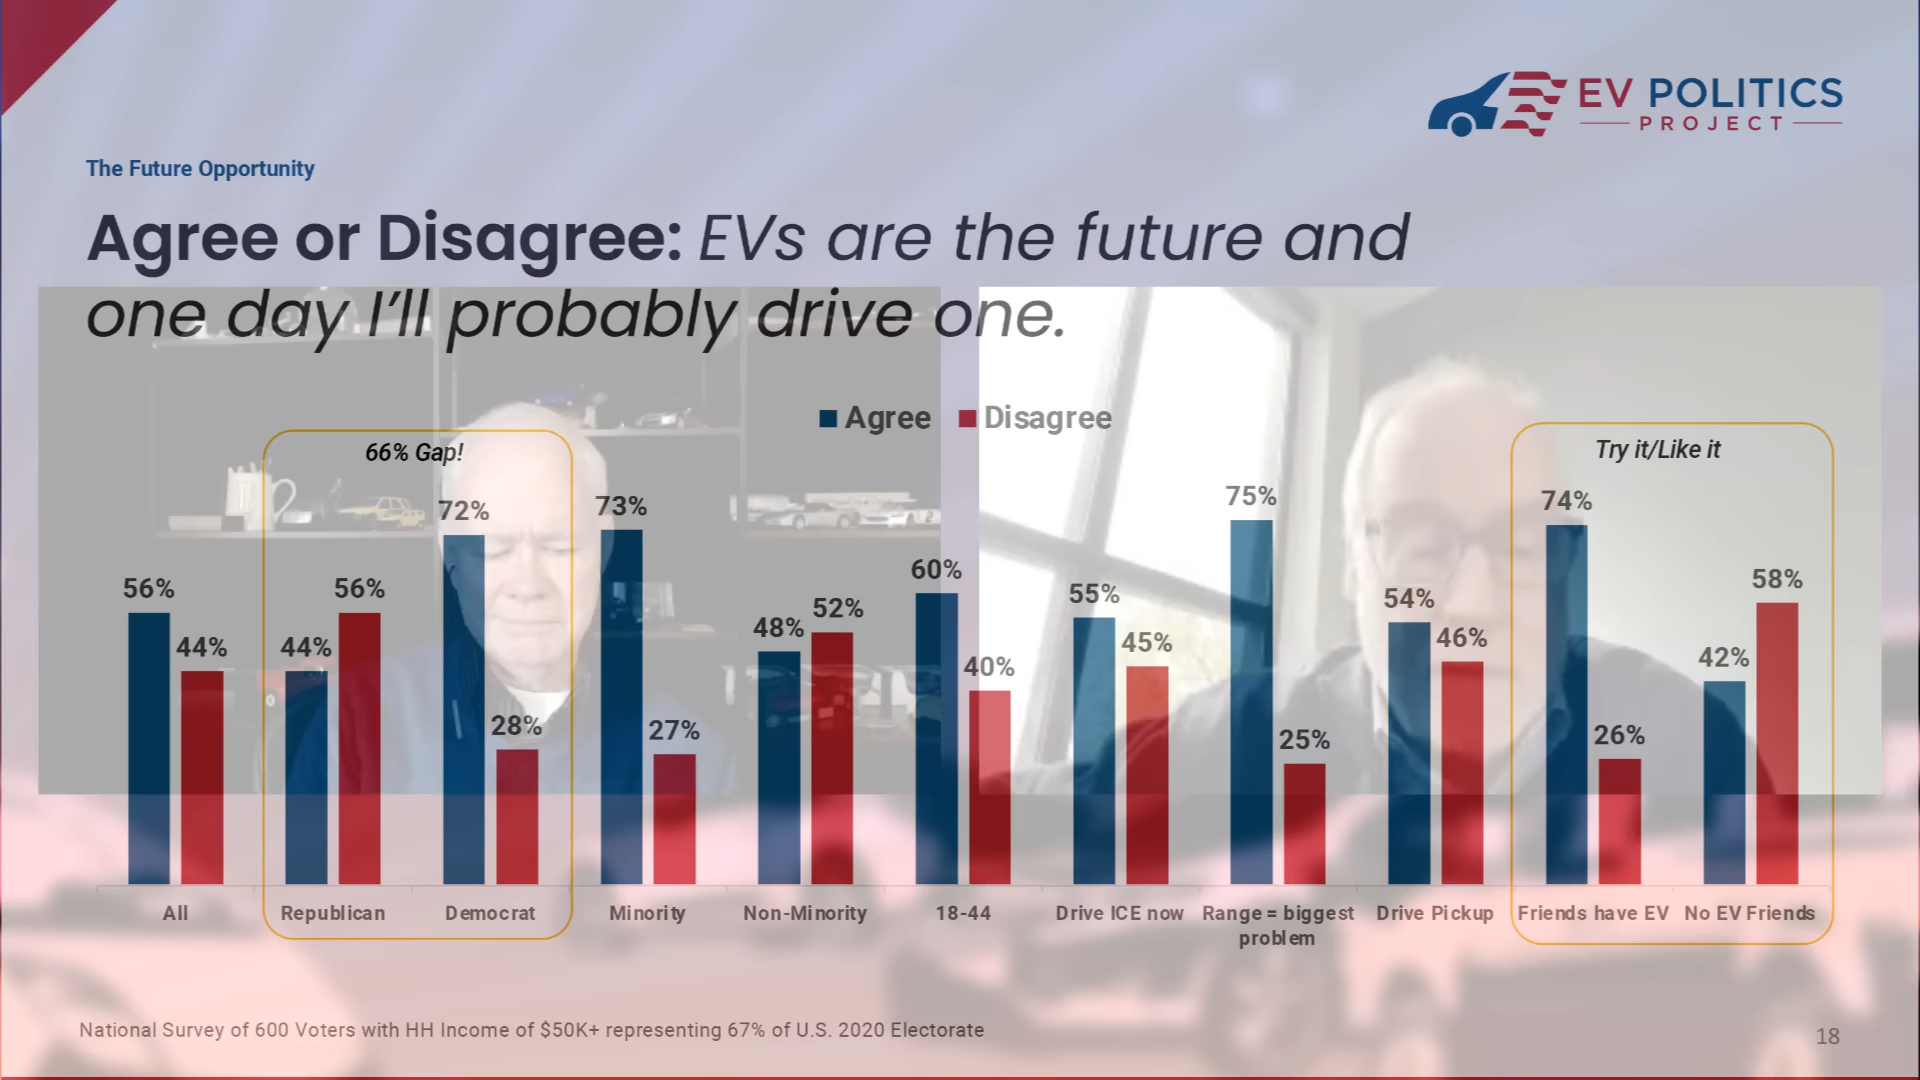 EV POLITICS
PROJECT
The Future Opportunity
Agree or Disagree: EVs are the future and
one day I'll probably drive one.
Agree Disagree
66% Gap!
Try it/Like it
56% 44%
44% 56%
72% 28%
73% 27%
48% 52%
60% 40%
55% 45%
75% 25%
54% 46%
74% 26%
42% 58%
All
Republican
Democrat
Minority
Non-Minority
18-44
Drive ICE now
Range = biggest
problem
Drive Pickup
Friends have EV
No EV Friends
National Survey of 600 Voters with HH Income of $50K+ representing 67% of U.S. 2020 Electorate
18